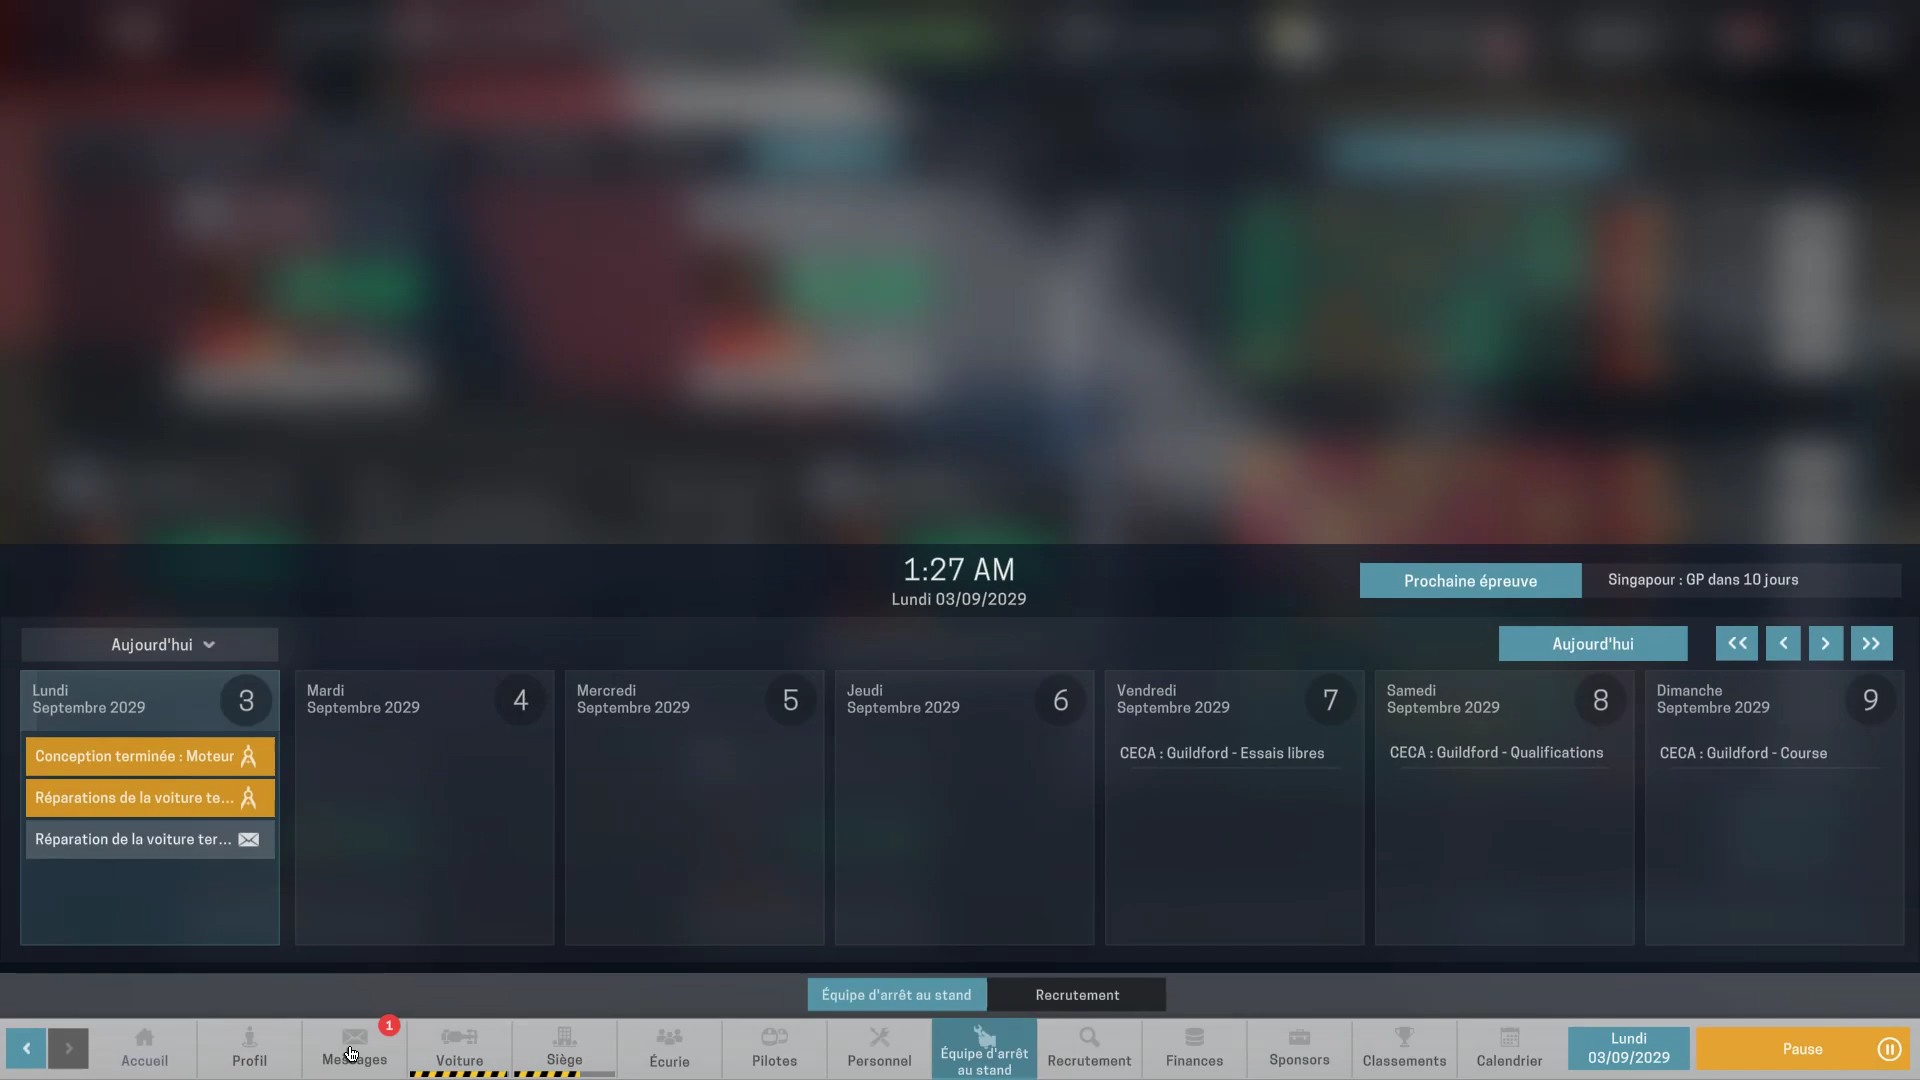 1:27 AM
Lundi 03/09/2029
Prochaine épreuve
Singapour : GP dans 10 jours
Aujourd'hui
Aujourd'hui
<<
<
>
>>
Lundi
Septembre 2029
3
Mardi
Septembre 2029
4
Mercredi
Septembre 2029
5
Jeudi
Septembre 2029
6
Vendredi
Septembre 2029
7
Samedi
Septembre 2029
8
Dimanche
Septembre 2029
9
Conception terminée : Moteur
Réparations de la voiture te...
Réparation de la voiture ter...
CECA : Guildford - Essais libres
CECA : Guildford - Qualifications
CECA : Guildford - Course
Équipe d'arrêt au stand
Recrutement
<
>
Accueil
Profil
1
Messages
Voiture
Siège
Écurie
Pilotes
Personnel
Équipe d'arrêt
au stand
Recrutement
Finances
Sponsors
Classements
Calendrier
Lundi
03/09/2029
Pause